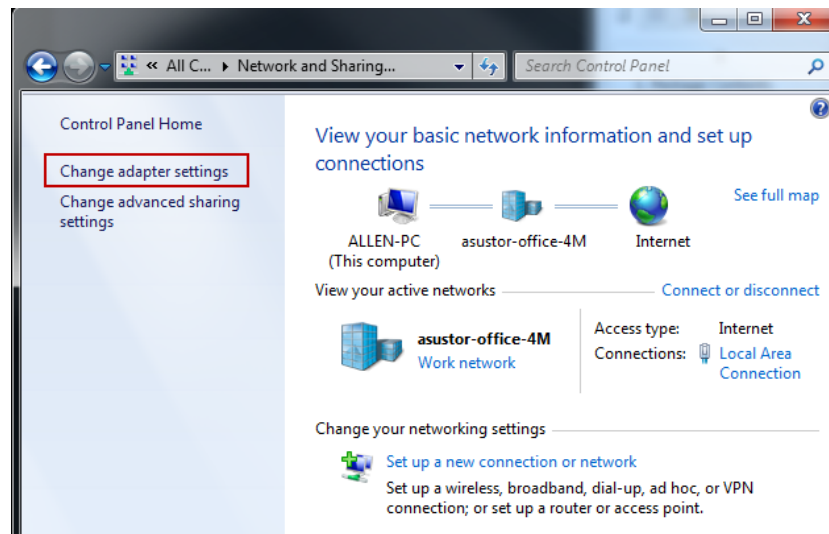 « All C... ▸ Network and Sharing...
Search Control Panel
Control Panel Home
Change adapter settings
Change advanced sharing
settings
View your basic network information and set up
connections
See full map
ALLEN-PC
(This computer)
asustor-office-4M
Internet
View your active networks
Connect or disconnect
asustor-office-4M
Work network
Access type: Internet
Connections: Local Area
Connection
Change your networking settings
Set up a new connection or network
Set up a wireless, broadband, dial-up, ad hoc, or VPN
connection; or set up a router or access point.